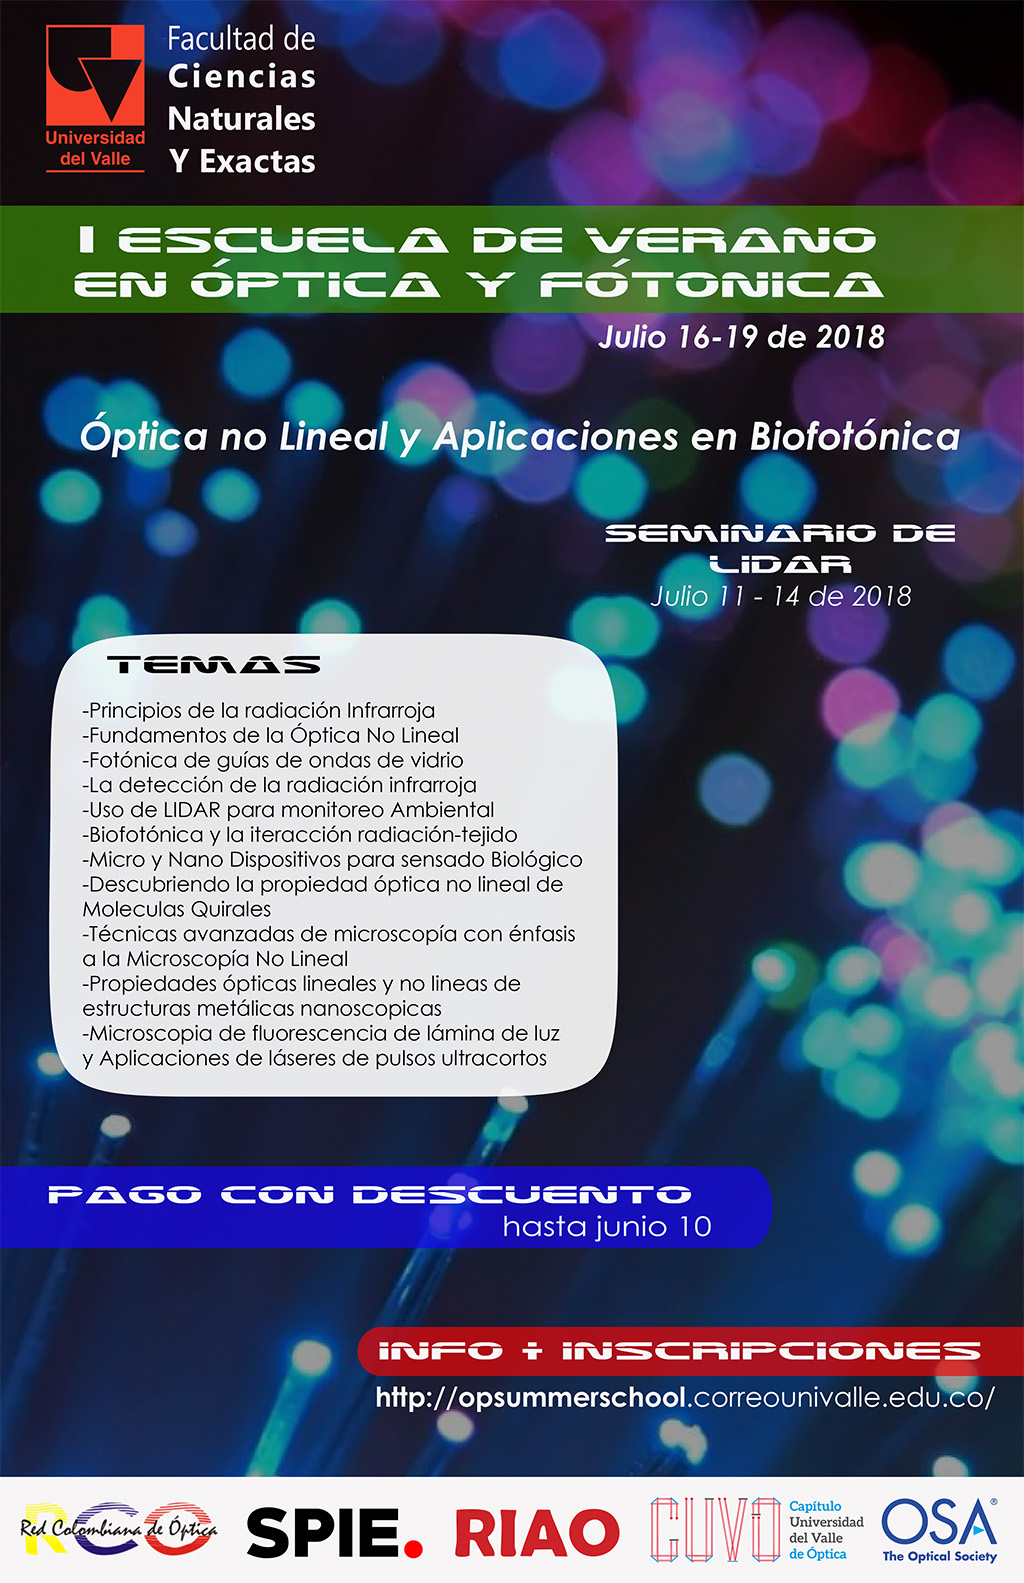 Facultad de
Ciencias
Naturales
Y Exactas
Universidad
del Valle
I ESCUELA DE VERANO
EN ÓPTICA Y FÓTONICA
Julio 16-19 de 2018
Óptica no Lineal y Aplicaciones en Biofotónica
SEMINARIO DE
LiDAR
Julio 11 - 14 de 2018
TEMAS
-Principios de la radiación Infrarroja
-Fundamentos de la Óptica No Lineal
-Fotónica de guías de ondas de vidrio
-La detección de la radiación infrarroja
-Uso de LIDAR para monitoreo Ambiental
-Biofotónica y la iteracción radiación-tejido
-Micro y Nano Dispositivos para sensado Biológico
-Descubriendo la propiedad óptica no lineal de
Moleculas Quirales
-Técnicas avanzadas de microscopía con énfasis
a la Microscopía No Lineal
-Propiedades ópticas lineales y no lineas de
estructuras metálicas nanoscopicas
-Microscopia de fluorescencia de lámina de luz
y Aplicaciones de láseres de pulsos ultracortos
PAGO CON DESCUENTO
hasta junio 10
INFO + INSCRIPCIONES
http://opsummerschool.correounivalle.edu.co/
RCO
Red Colombiana de Óptica
SPIE.
RIAO
CUVO
Capítulo
Universidad
del Valle
de Óptica
OSA®
The Optical Society